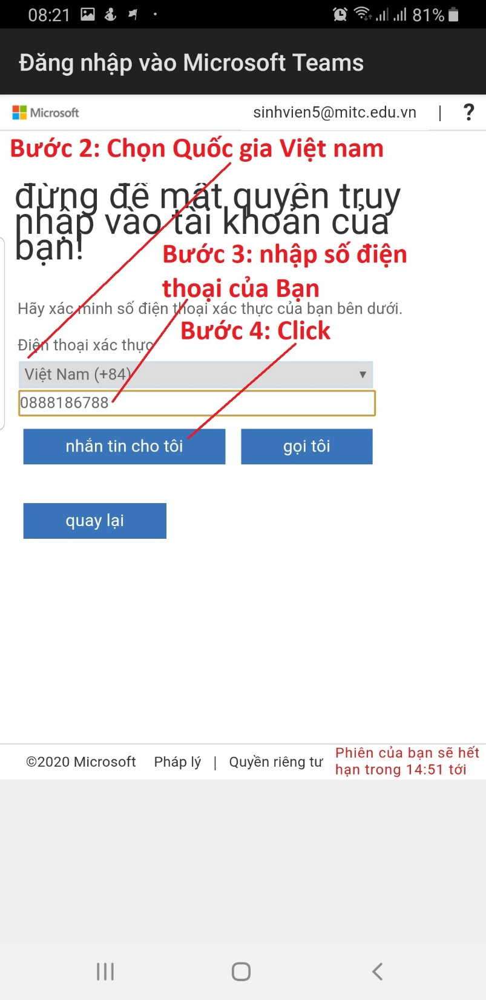 08:21
81%
Đăng nhập vào Microsoft Teams
Microsoft
sinhvien5@mitc.edu.vn | ?
Bước 2: Chọn Quốc gia Việt nam
đừng để mất quyền truy
nhập vào tài khoản của
bạn!
Bước 3: nhập số điện
thoại của Bạn
Hãy xác minh số điện thoại xác thực của bạn bên dưới.
Bước 4: Click
Điện thoại xác thực
Việt Nam (+84)
0888186788
nhắn tin cho tôi
gọi tôi
quay lại
©2020 Microsoft Pháp lý | Quyền riêng tư
Phiên của bạn sẽ hết
hạn trong 14:51 tới